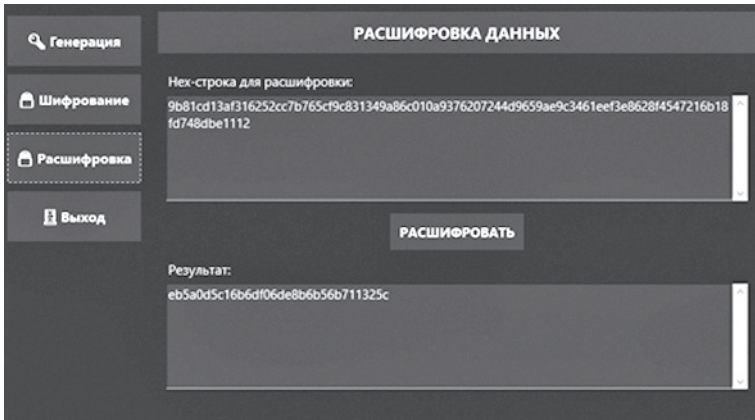 РАСШИФРОВКА ДАННЫХ
Генерация
Шифрование
Расшифровка
Выход
Hex-строка для расшифровки:
9b81cd13af316252cc7b765cf9c831349a86c010a9376207244d9659ae9c3461eef3e8628f4547216b18
fd748dbe1112
РАСШИФРОВАТЬ
Результат:
eb5a0d5c16b6df06de8b6b56b711325c